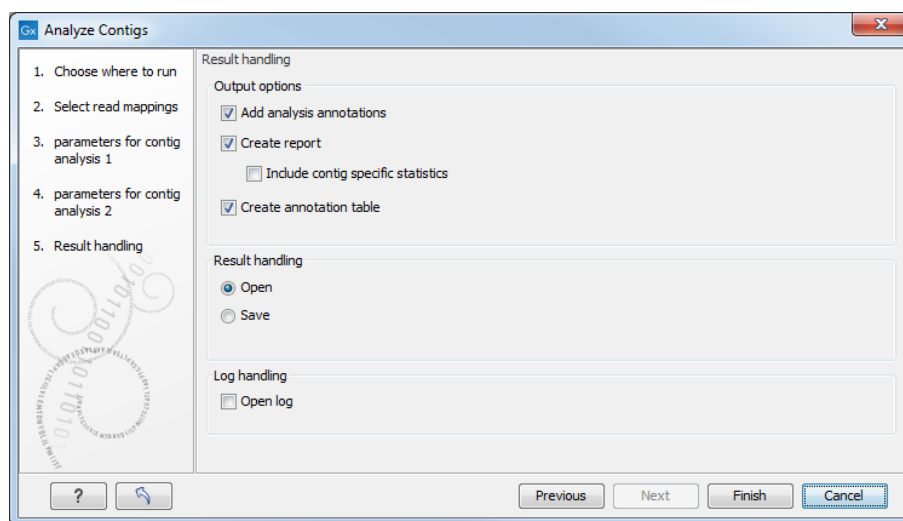 Gx Analyze Contigs
1. Choose where to run
2. Select read mappings
3. parameters for contig
analysis 1
4. parameters for contig
analysis 2
5. Result handling
Result handling
Output options
Add analysis annotations
Create report
Include contig specific statistics
Create annotation table
Result handling
Open
Save
Log handling
Open log
?
Previous
Next
Finish
Cancel